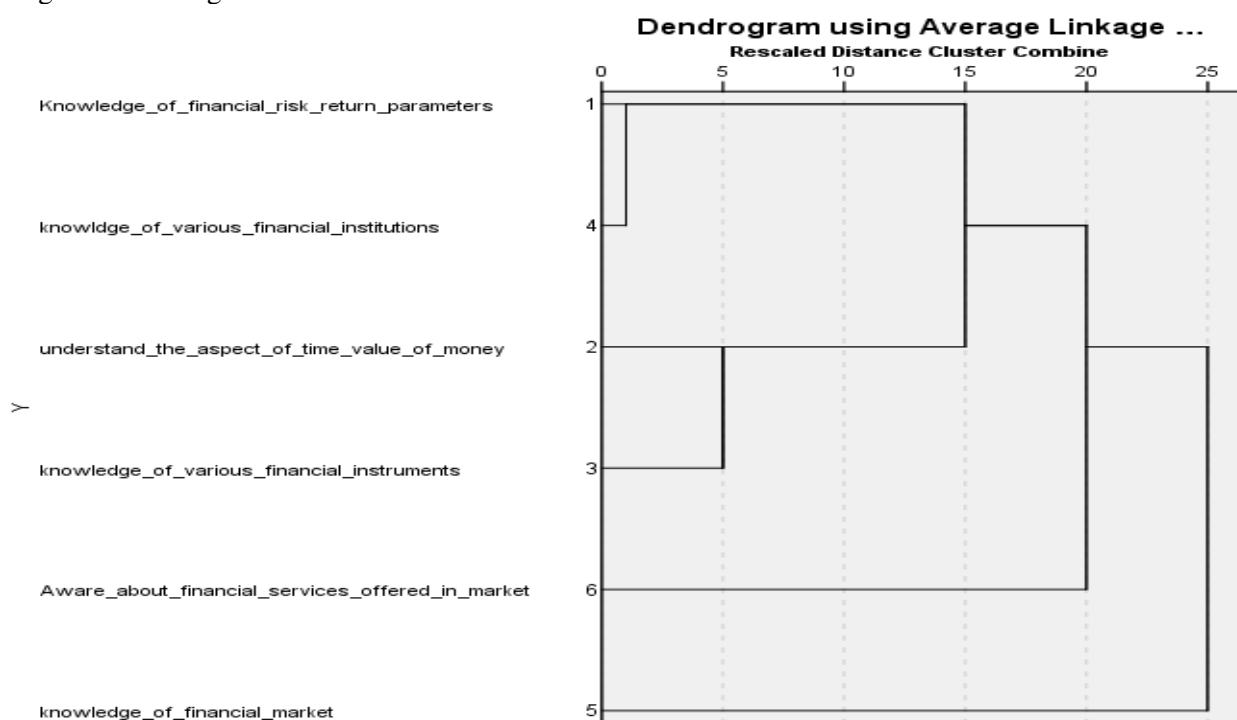 Dendrogram using Average Linkage ...
Rescaled Distance Cluster Combine
0 5 10 15 20 25
Knowledge_of_financial_risk_return_parameters 1
knowldge_of_various_financial_institutions 4
understand_the_aspect_of_time_value_of_money 2
Y
knowledge_of_various_financial_instruments 3
Aware_about_financial_services_offered_in_market 6
knowledge_of_financial_market 5